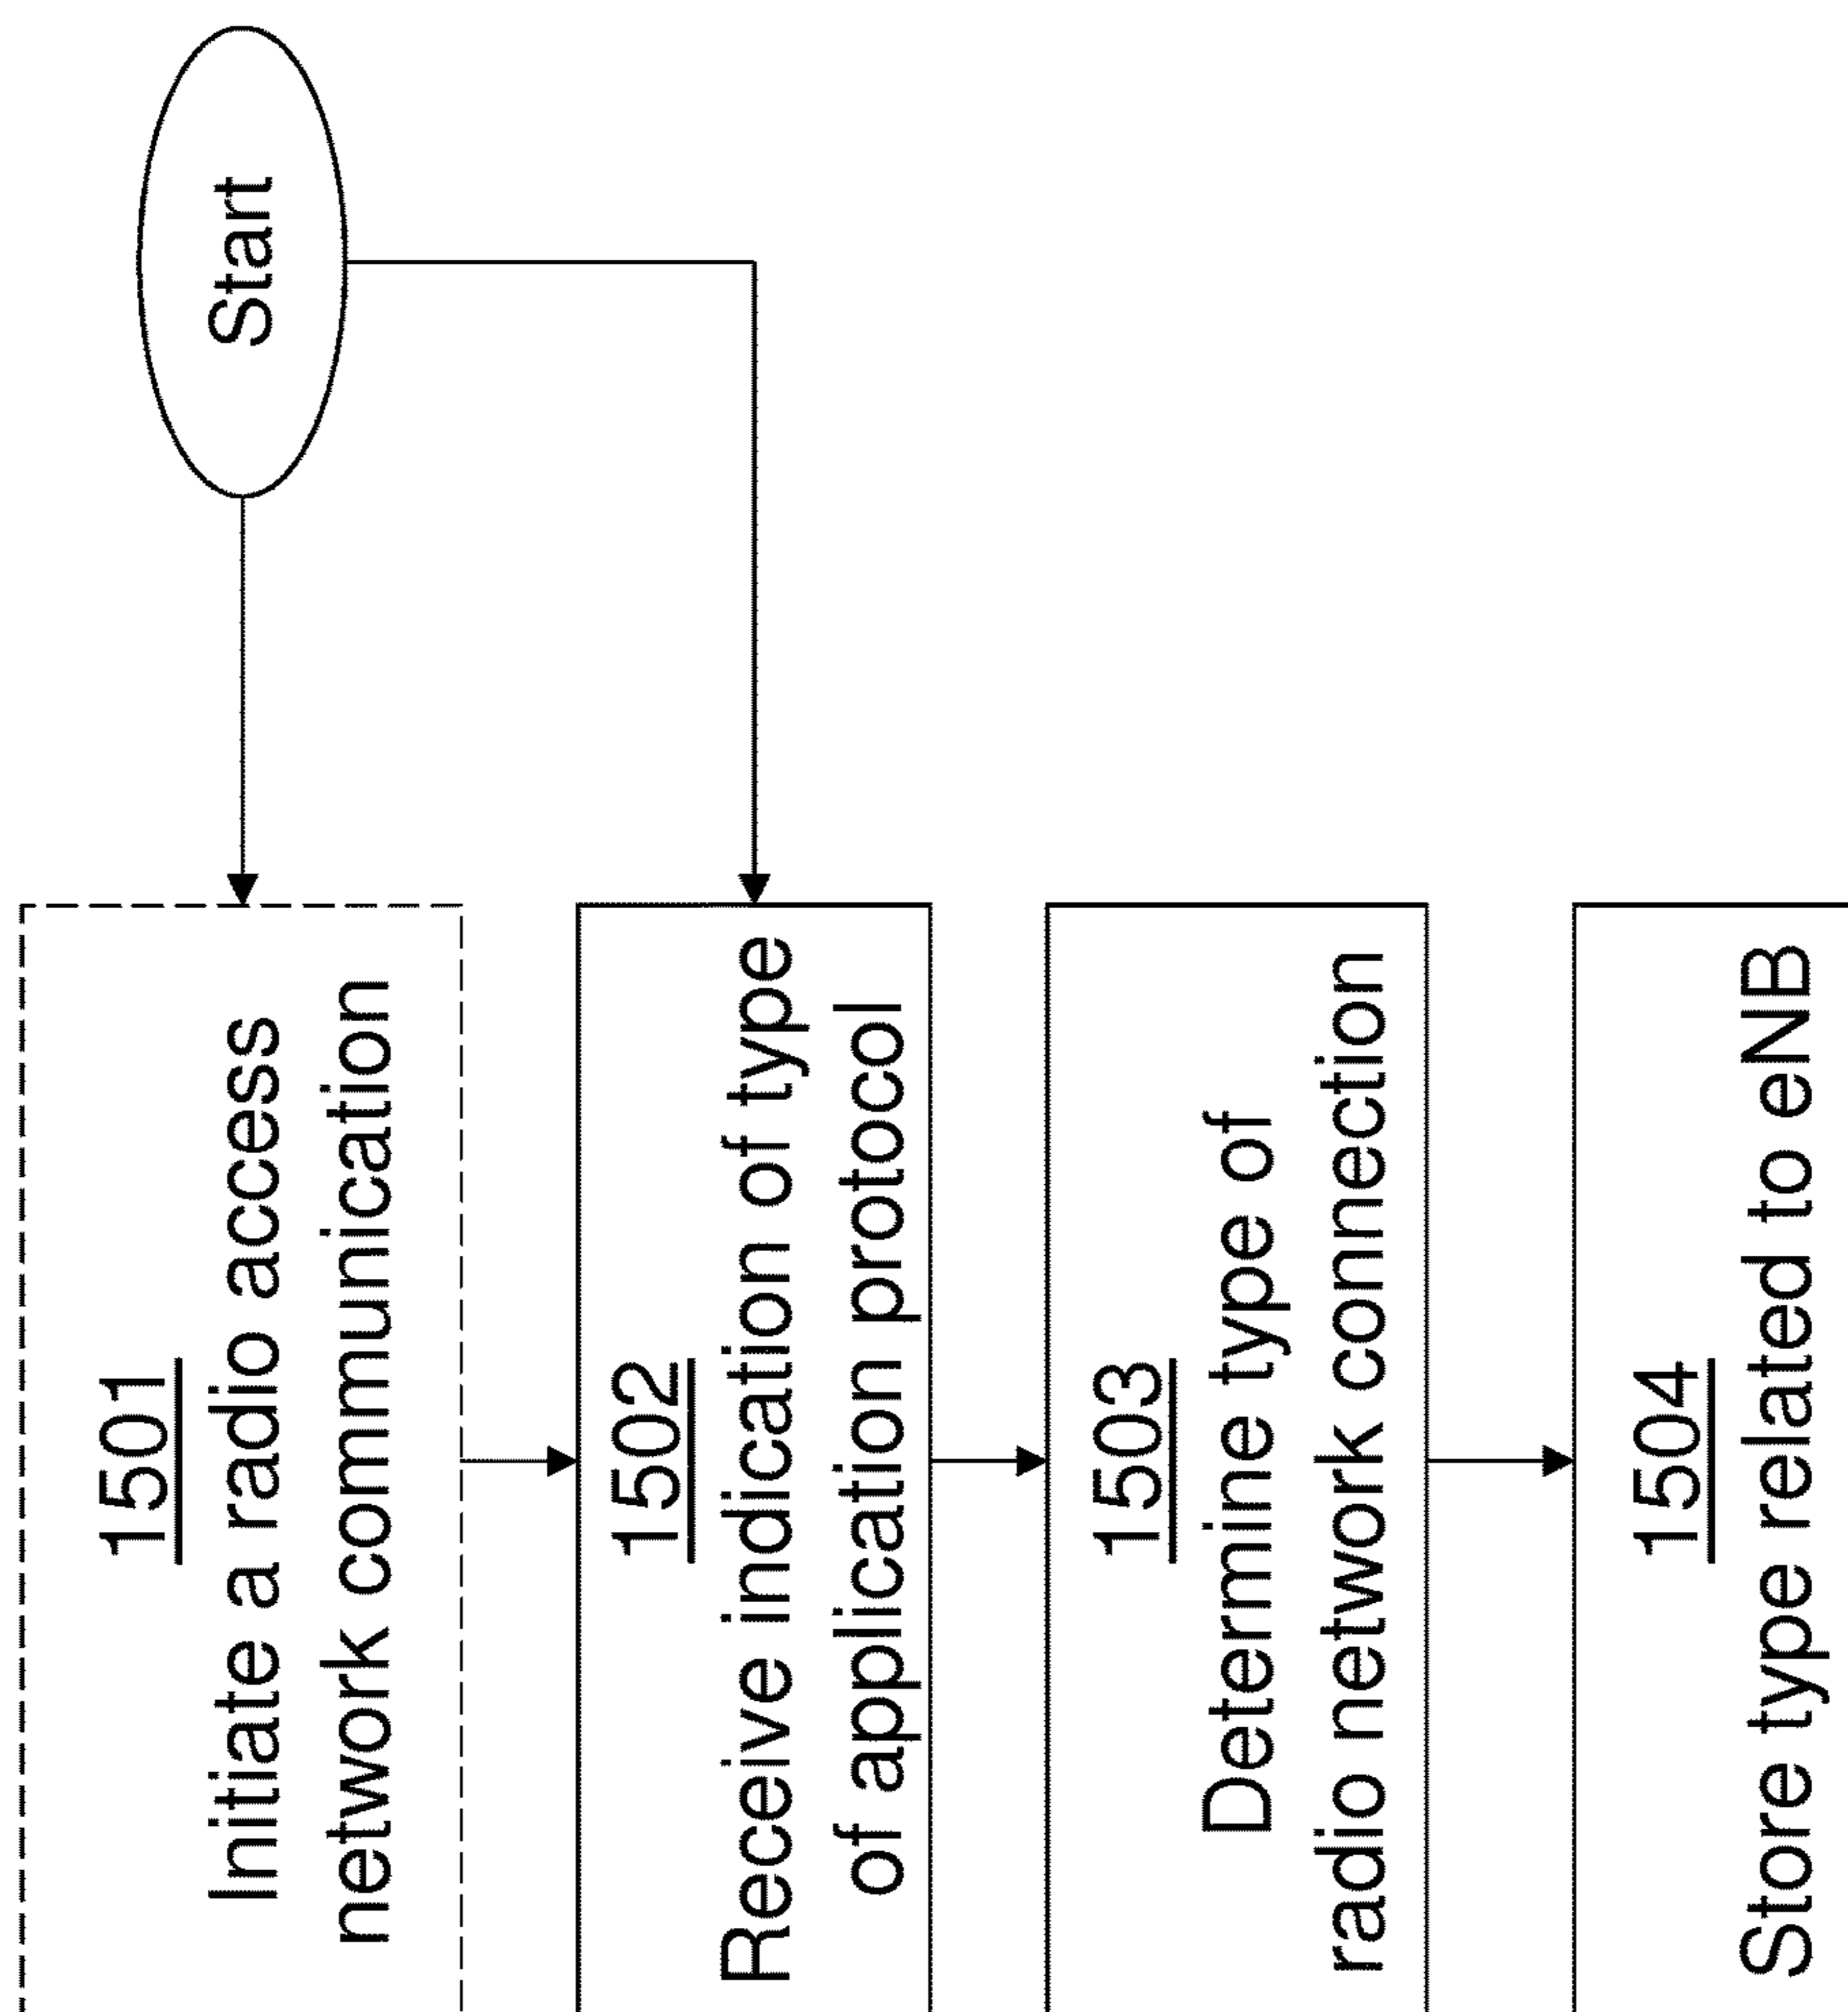 Start
1501
Initiate a radio access
network communication
1502
Receive indication of type
of application protocol
1503
Determine type of
radio network connection
1504
Store type related to eNB